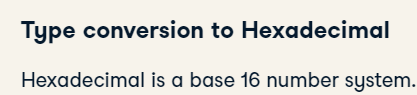 Type conversion to Hexadecimal
Hexadecimal is a base 16 number system.